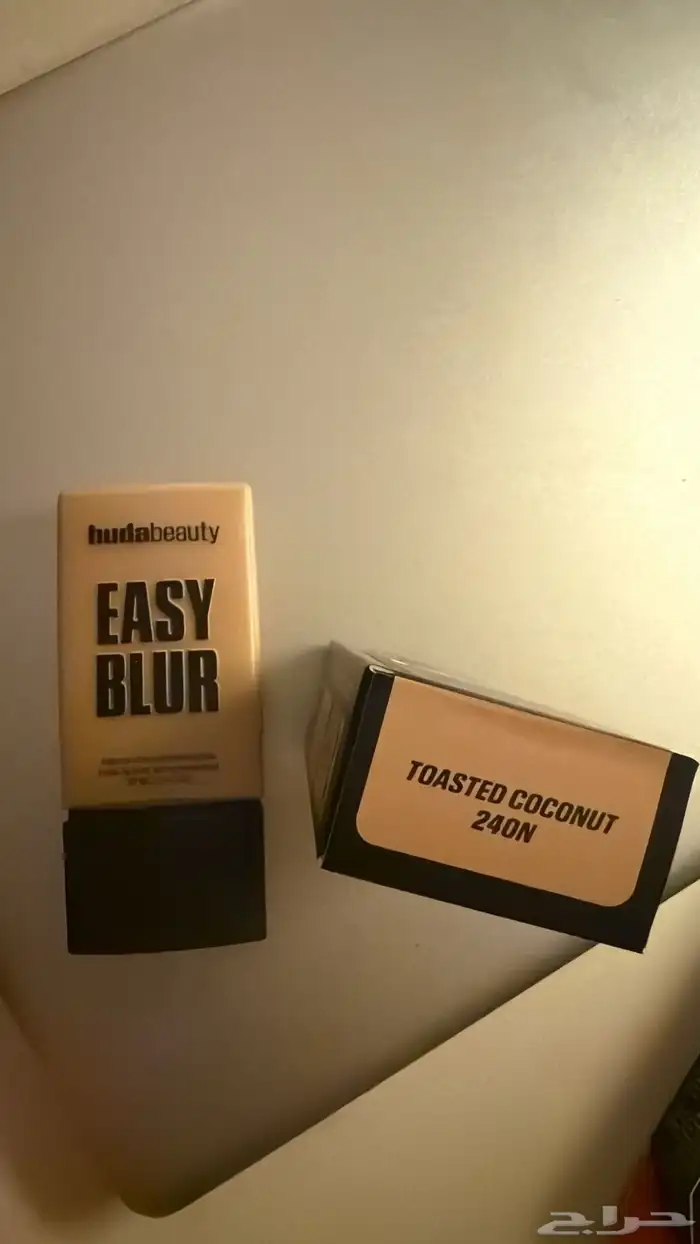 hudabeauty
EASY
BLUR
TOASTED COCONUT
240N
حراج